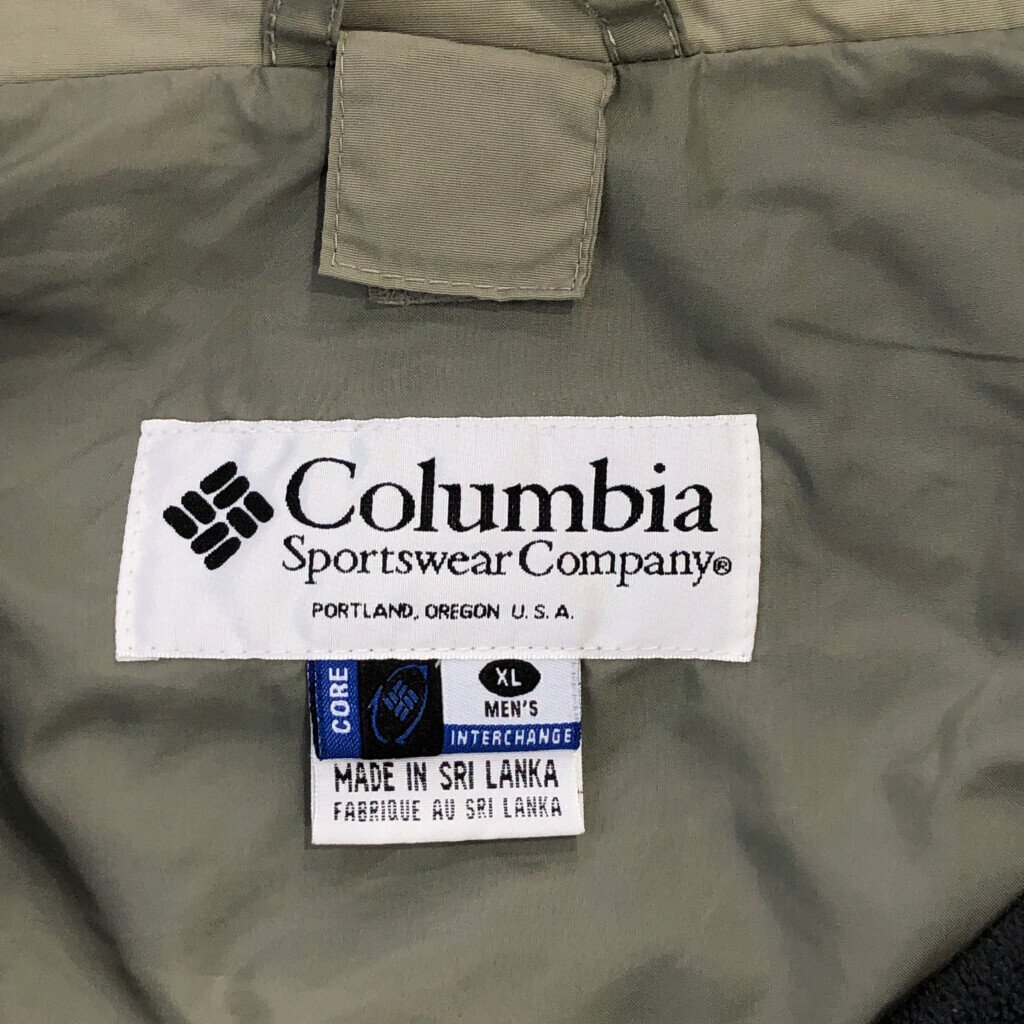 Columbia
Sportswear Company®
PORTLAND, OREGON U.S.A.
CORE
XL
MEN'S
INTERCHANGE
MADE IN SRI LANKA
FABRIQUE AU SRI LANKA